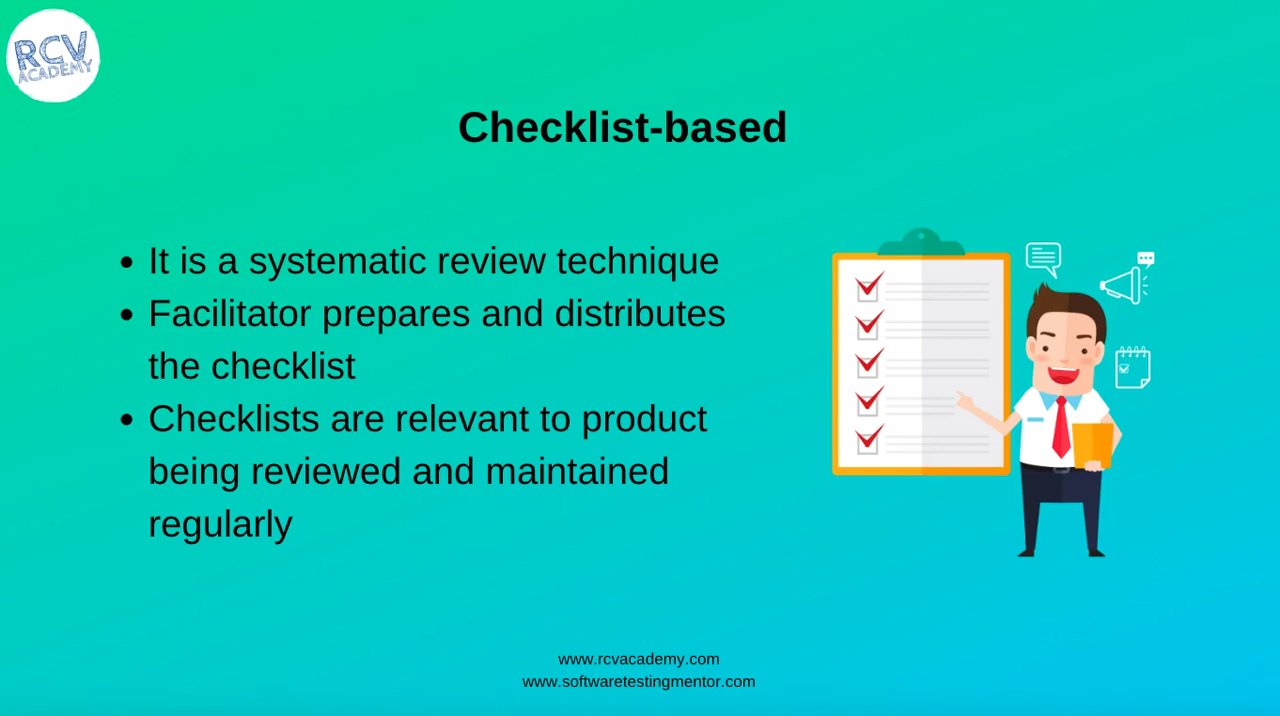 RCV
ACADEMY
Checklist-based
• It is a systematic review technique
• Facilitator prepares and distributes
the checklist
• Checklists are relevant to product
being reviewed and maintained
regularly
www.rcvacademy.com
www.softwaretestingmentor.com